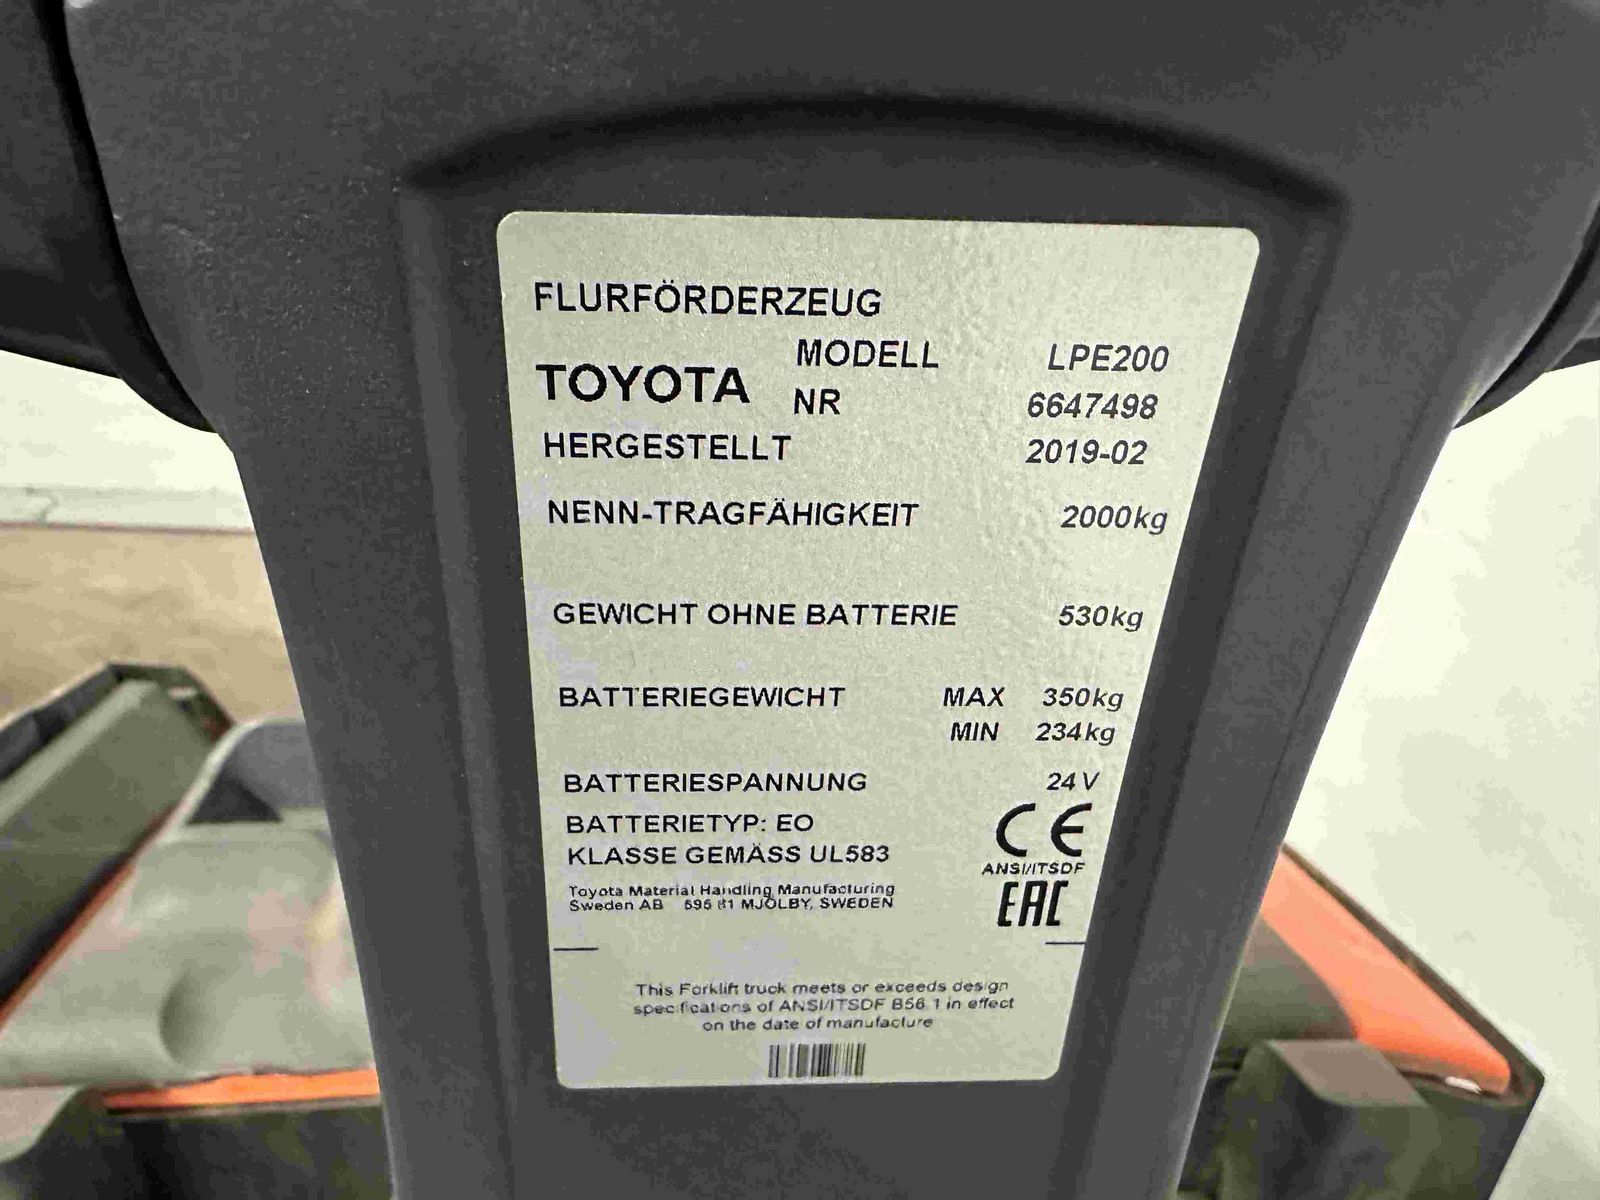 FLURFÖRDERZEUG
MODELL LPE200
TOYOTA
NR 6647498
HERGESTELLT 2019-02
NENN-TRAGFÄHIGKEIT 2000kg
GEWICHT OHNE BATTERIE 530kg
BATTERIEGEWICHT MAX 350kg
MIN 234kg
BATTERIESPANNUNG 24V
BATTERIETYP: EO
KLASSE GEMÄSS UL583
CE
ANSI/ITSDF
EAC
Toyota Material Handling Manufacturing
Sweden AB MJÖLBY, SWEDEN
This Forklift truck meets or exceeds design
specifications of ANSI/ITSDF B56.1 in effect
on the date of manufacture